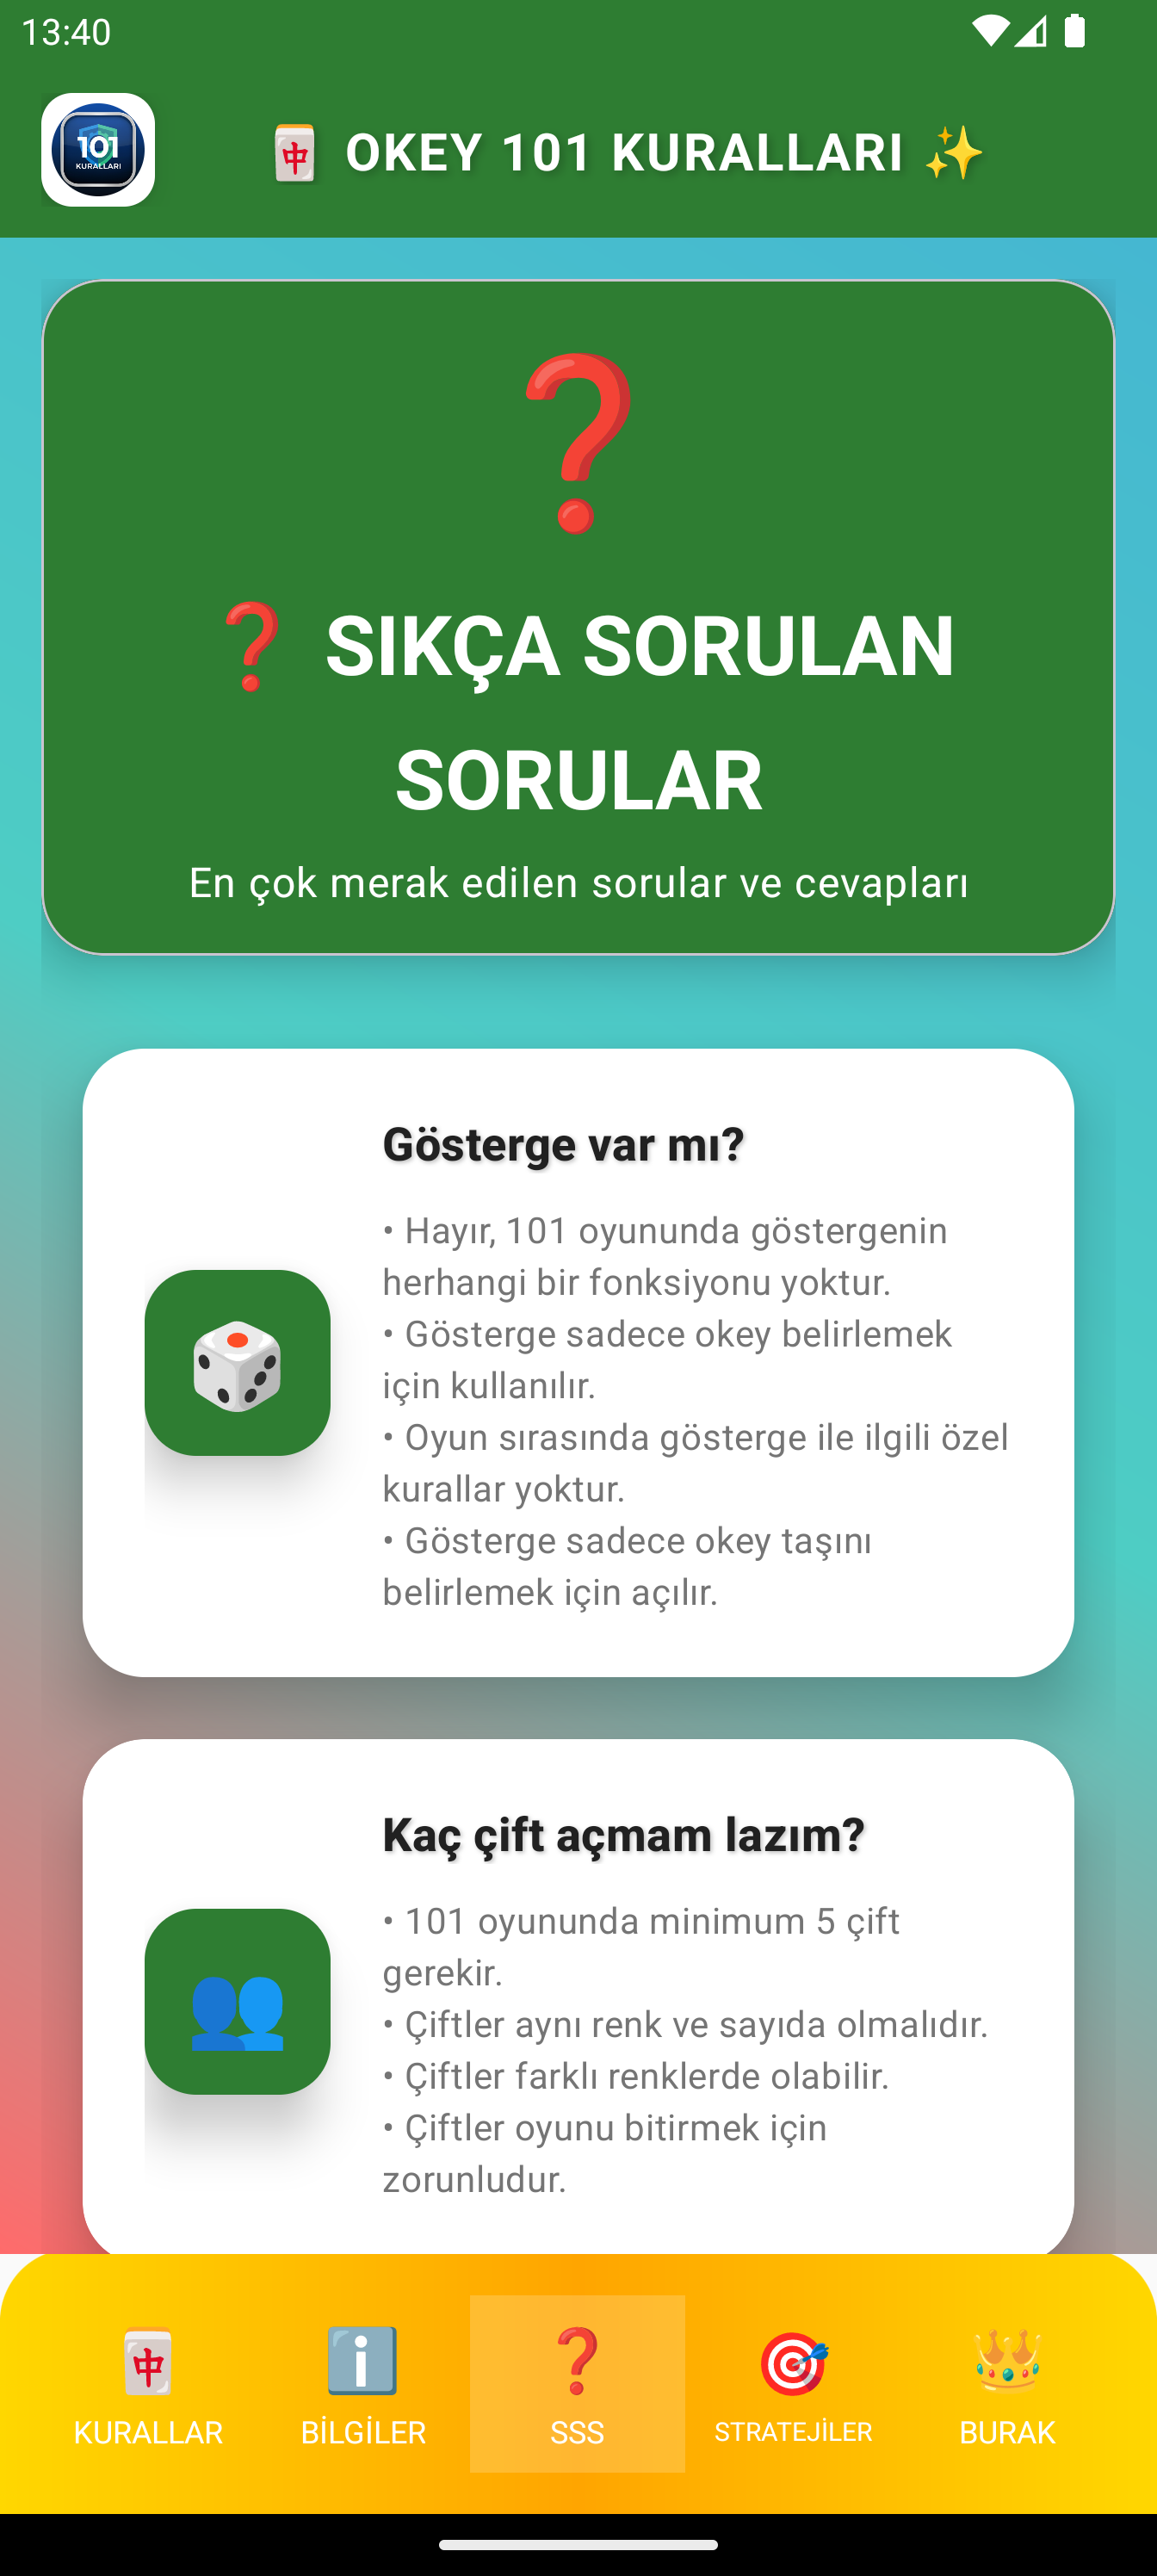 13:40
101
KURALLARI
OKEY 101 KURALLARI
SIKÇA SORULAN
SORULAR
En çok merak edilen sorular ve cevapları
Gösterge var mı?
• Hayır, 101 oyununda göstergenin
herhangi bir fonksiyonu yoktur.
• Gösterge sadece okey belirlemek
için kullanılır.
• Oyun sırasında gösterge ile ilgili özel
kurallar yoktur.
• Gösterge sadece okey taşını
belirlemek için açılır.
Kaç çift açmam lazım?
• 101 oyununda minimum 5 çift
gerekir.
• Çiftler aynı renk ve sayıda olmalıdır.
• Çiftler farklı renklerde olabilir.
• Çiftler oyunu bitirmek için
zorunludur.
KURALLAR
BİLGİLER
SSS
STRATEJİLER
BURAK